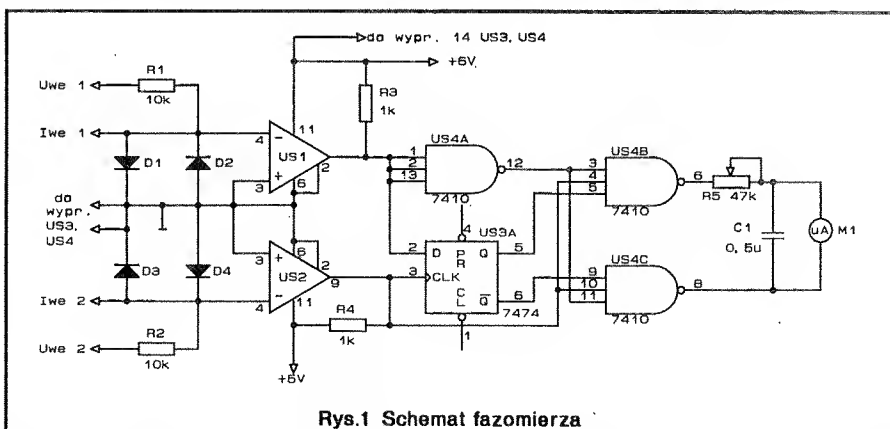 do wypr. 14 US3, US4
+6V
Uwe 1
R1
10k
R3
1k
Iwe 1
4
−
11
US1
+
3
6
2
US4A
1
2
13
12
7410
US4B
3
4
5
6
7410
R5 47k
D1
D2
do
wypr.
US3,
US4
4
US3A
C1
0,5u
uA
M1
D3
D4
3
+
6
2
US2
9
−
4
11
2
D
PR
Q
5
3
CLK
CL
Q
6
7474
1
US4C
9
10
11
8
7410
Iwe 2
R2
10k
Uwe 2
R4
1k
+5V
Rys.1 Schemat fazomierza